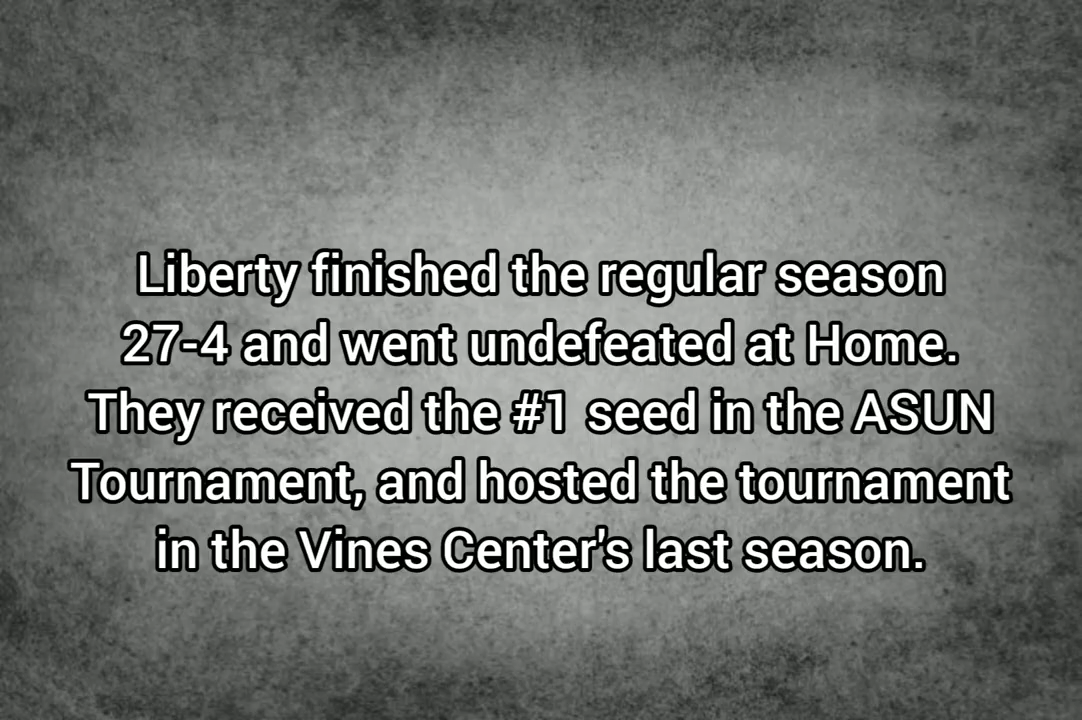 Liberty finished the regular season
27-4 and went undefeated at Home.
They received the #1 seed in the ASUN
Tournament, and hosted the tournament
in the Vines Center's last season.